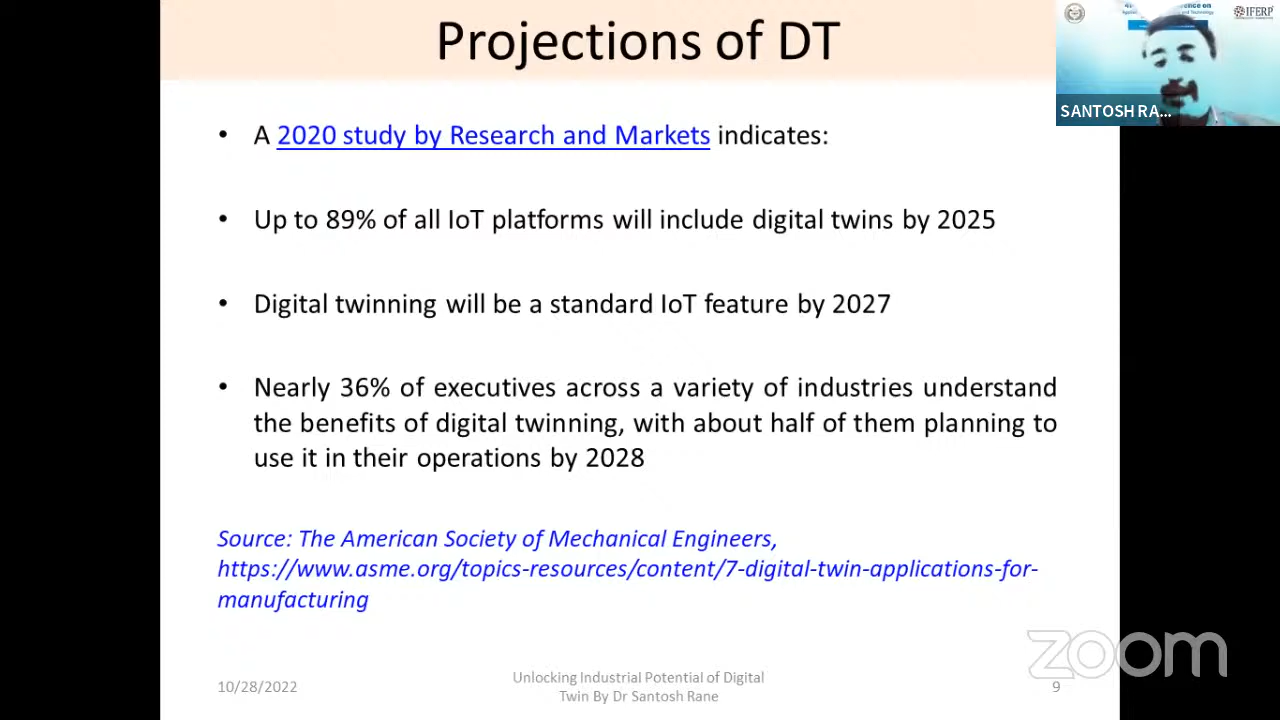 Projections of DT
• A 2020 study by Research and Markets indicates:
• Up to 89% of all IoT platforms will include digital twins by 2025
• Digital twinning will be a standard IoT feature by 2027
• Nearly 36% of executives across a variety of industries understand
the benefits of digital twinning, with about half of them planning to
use it in their operations by 2028
Source: The American Society of Mechanical Engineers,
https://www.asme.org/topics-resources/content/7-digital-twin-applications-for-
manufacturing
10/28/2022
Unlocking Industrial Potential of Digital
Twin By Dr Santosh Rane
9
IFERP
SANTOSH RA...
zoom